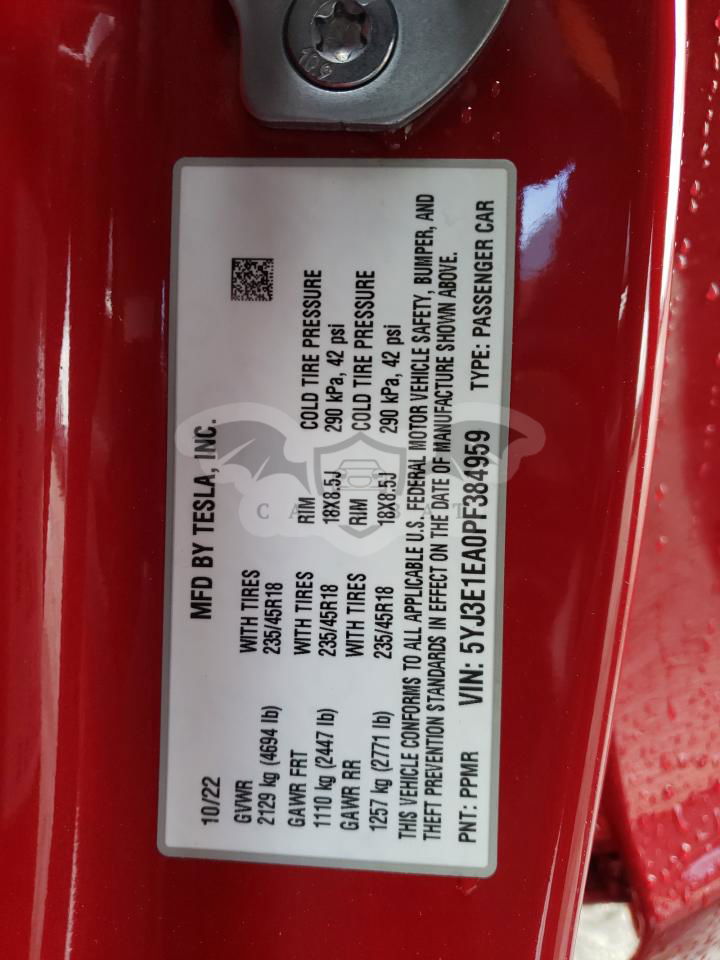 10.9
10/22 MFD BY TESLA, INC.
GVWR WITH TIRES
2129 kg (4694 lb) 235/45R18
GAWR FRT WITH TIRES RIM COLD TIRE PRESSURE
1110 kg (2447 lb) 235/45R18 18X8.5J 290 kPa, 42 psi
GAWR RR WITH TIRES RIM COLD TIRE PRESSURE
1257 kg (2771 lb) 235/45R18 18X8.5J 290 kPa, 42 psi
THIS VEHICLE CONFORMS TO ALL APPLICABLE U.S. FEDERAL MOTOR VEHICLE SAFETY, BUMPER, AND
THEFT PREVENTION STANDARDS IN EFFECT ON THE DATE OF MANUFACTURE SHOWN ABOVE.
PNT: PPMR VIN: 5YJ3E1EA0PF384959 TYPE: PASSENGER CAR